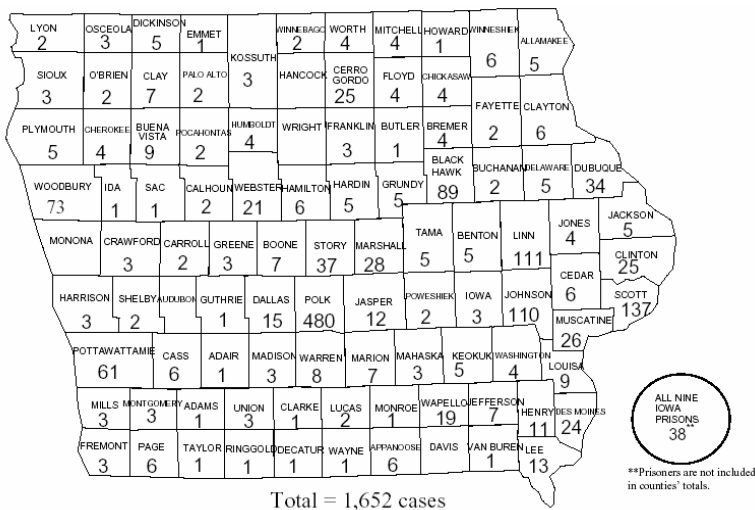 LYON
2
OSCEOLA
3
DICKINSON
5
EMMET
1
KOSSUTH
3
WINNEBAGO
2
WORTH
4
MITCHELL
4
HOWARD
1
WINNESHIEK
6
ALLAMAKEE
5
SIOUX
3
O'BRIEN
2
CLAY
7
PALO ALTO
2
HANCOCK
CERRO
GORDO
25
FLOYD
4
CHICKASAW
4
FAYETTE
2
CLAYTON
6
PLYMOUTH
5
CHEROKEE
4
BUENA
VISTA
9
POCAHONTAS
2
HUMBOLDT
4
WRIGHT
FRANKLIN
3
BUTLER
1
BREMER
4
WOODBURY
73
IDA
1
SAC
1
CALHOUN
2
WEBSTER
21
HAMILTON
6
HARDIN
5
GRUNDY
5
BLACK
HAWK
89
BUCHANAN
2
DELAWARE
5
DUBUQUE
34
MONONA
CRAWFORD
3
CARROLL
2
GREENE
3
BOONE
7
STORY
37
MARSHALL
28
TAMA
5
BENTON
5
LINN
111
JONES
4
JACKSON
5
CLINTON
25
CEDAR
6
SCOTT
137
HARRISON
3
SHELBY
2
AUDUBON
GUTHRIE
1
DALLAS
15
POLK
480
JASPER
12
POWESHIEK
2
IOWA
3
JOHNSON
110
MUSCATINE
26
POTTAWATTAMIE
61
CASS
6
ADAIR
1
MADISON
3
WARREN
8
MARION
7
MAHASKA
3
KEOKUK
5
WASHINGTON
4
LOUISA
9
MILLS
3
MONTGOMERY
3
ADAMS
1
UNION
3
CLARKE
1
LUCAS
2
MONROE
1
WAPELLO
19
JEFFERSON
7
HENRY
11
DES MOINES
24
FREMONT
3
PAGE
6
TAYLOR
1
RINGGOLD
1
DECATUR
1
WAYNE
1
APPANOOSE
6
DAVIS
VAN BUREN
1
LEE
13
ALL NINE
IOWA
PRISONS
38**
**Prisoners are not included
in counties' totals.
Total = 1,652 cases